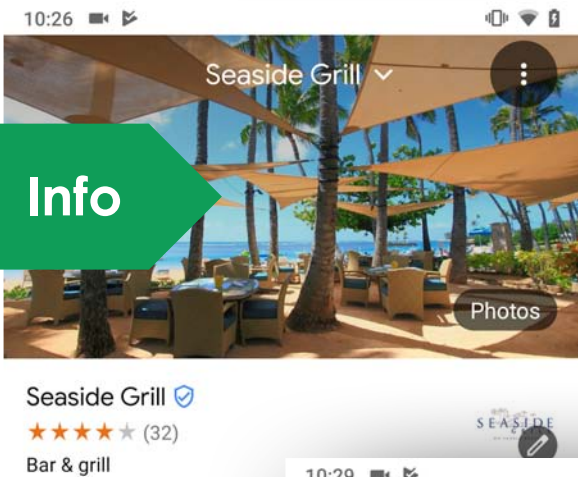 10:26
Seaside Grill
Info
Photos
Seaside Grill
(32)
SEASIDE
Bar & grill
10:29